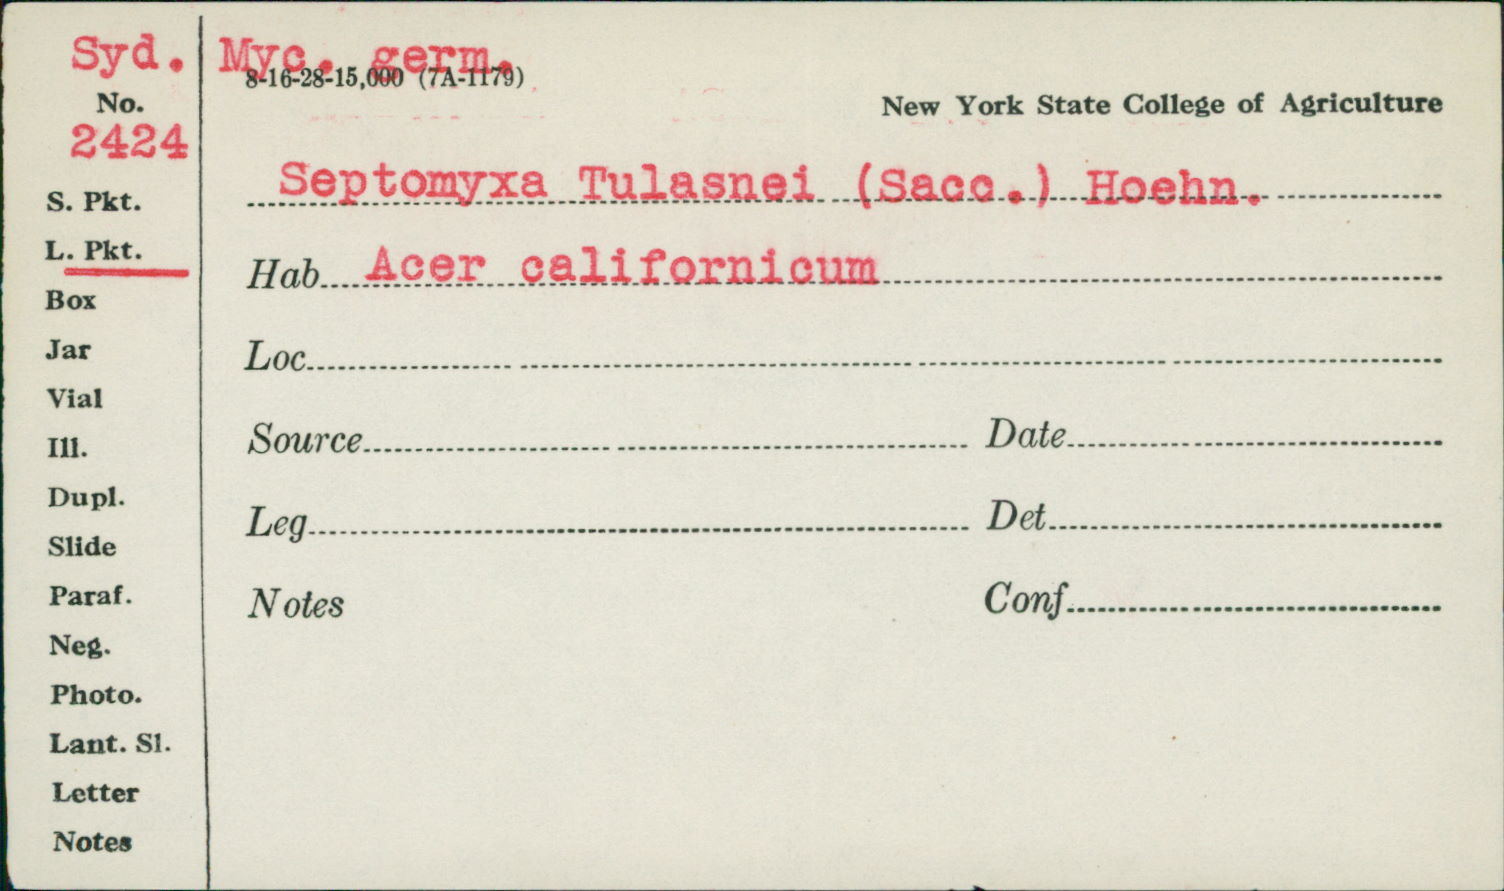 Syd. Myc. germ.
8-16-28-15,000 (7A-1179)
No.
New York State College of Agriculture
2424
Septomyxa Tulasnei (Sacc.) Hoehn.
S. Pkt.
L. Pkt.
Hab. Acer californicum
Box
Jar
Loc.
Vial
Ill.
Source
Date
Dupl.
Slide
Leg.
Det.
Paraf.
Notes
Conf.
Neg.
Photo.
Lant. Sl.
Letter
Notes